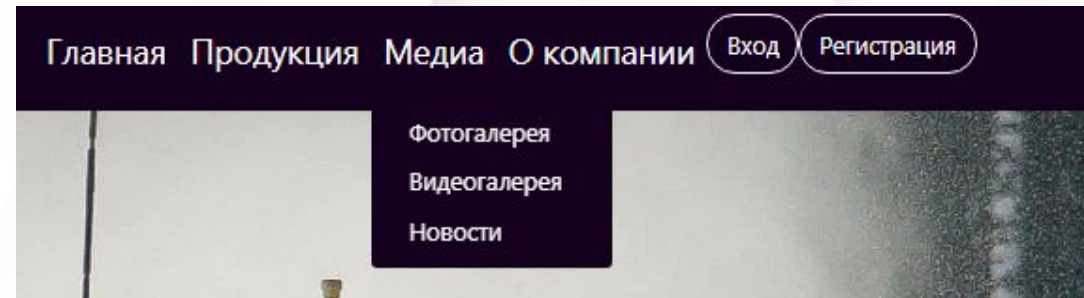 Главная Продукция Медиа О компании Вход Регистрация
Фотогалерея
Видеогалерея
Новости